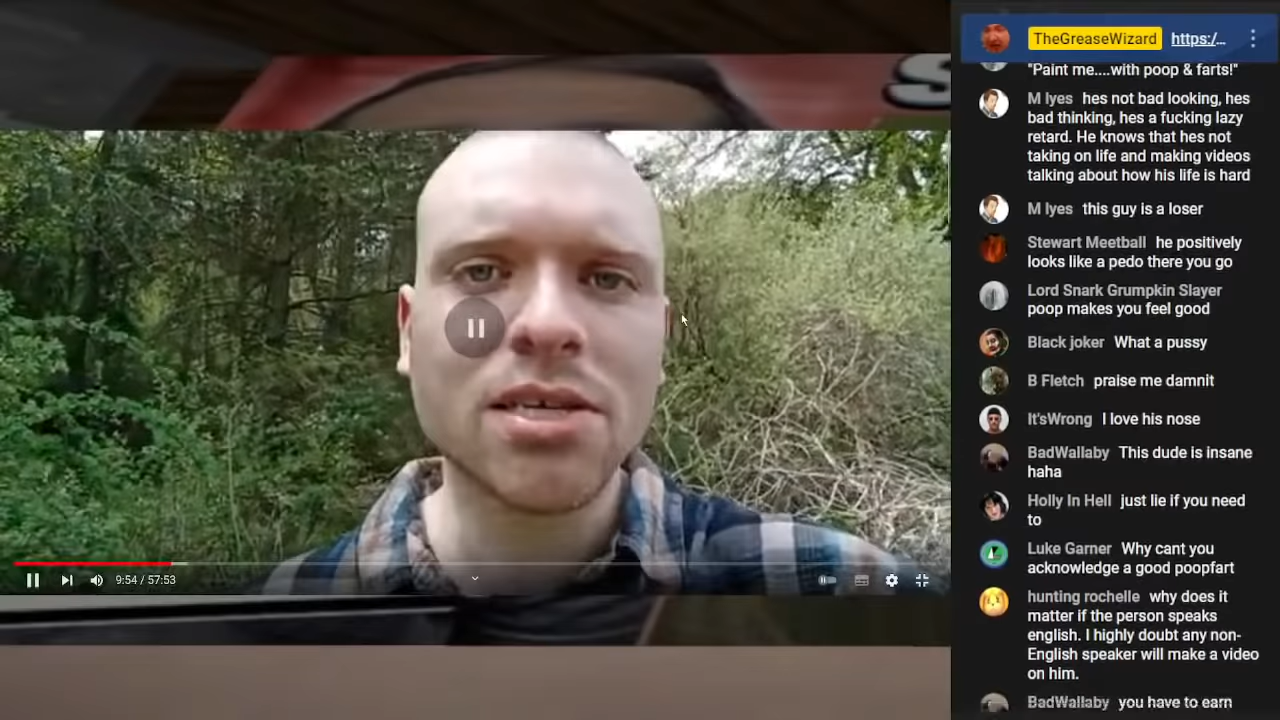 S
TheGreaseWizard https:/...
"Paint me....with poop & farts!"
M lyes hes not bad looking, hes
bad thinking, hes a fucking lazy
retard. He knows that hes not
taking on life and making videos
talking about how his life is hard
M lyes this guy is a loser
Stewart Meetball he positively
looks like a pedo there you go
Lord Snark Grumpkin Slayer
poop makes you feel good
Black joker What a pussy
B Fletch praise me damnit
It'sWrong I love his nose
BadWallaby This dude is insane
haha
Holly In Hell just lie if you need
to
Luke Garner Why cant you
acknowledge a good poopfart
hunting rochelle why does it
matter if the person speaks
english. I highly doubt any non-
English speaker will make a video
on him.
BadWallaby you have to earn
9:54 / 57:53